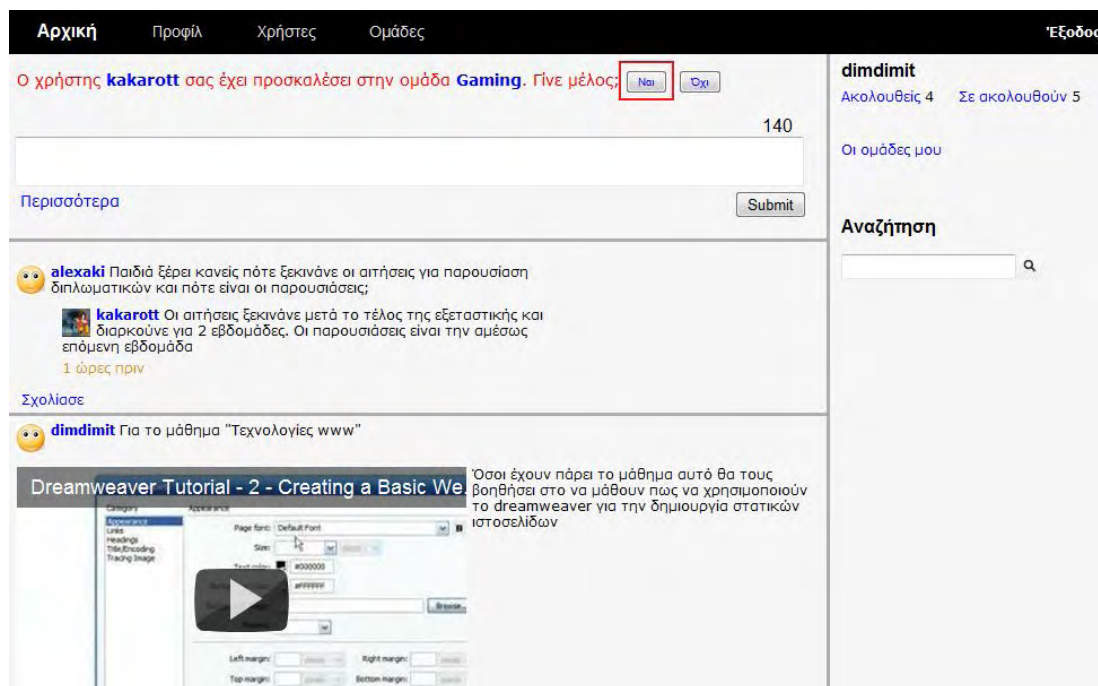 Αρχική Προφίλ Χρήστες Ομάδες Έξοδος
Ο χρήστης kakarott σας έχει προσκαλέσει στην ομάδα Gaming. Γίνε μέλος; Ναι Όχι
140
Περισσότερα Submit
alexaki Παιδιά ξέρει κανείς πότε ξεκινάνε οι αιτήσεις για παρουσίαση
διπλωματικών και πότε είναι οι παρουσιάσεις;
kakarott Οι αιτήσεις ξεκινάνε μετά το τέλος της εξεταστικής και
διαρκούνε για 2 εβδομάδες. Οι παρουσιάσεις είναι την αμέσως
επόμενη εβδομάδα
1 ώρες πριν
Σχολίασε
dimdimit Για το μάθημα "Τεχνολογίες www"
Dreamweaver Tutorial - 2 - Creating a Basic We.
Category Appearance
Appearance
Links
Headings
Title/Encoding
Tracing Image
Page font: Default Font
Size:
Text color: #000000
#FFFFFF
Browse..
Left margin: Right margin:
Top margin: Bottom margin:
Όσοι έχουν πάρει το μάθημα αυτό θα τους
βοηθήσει στο να μάθουν πως να χρησιμοποιούν
το dreamweaver για την δημιουργία στατικών
ιστοσελίδων
dimdimit
Ακολουθείς 4 Σε ακολουθούν 5
Οι ομάδες μου
Αναζήτηση